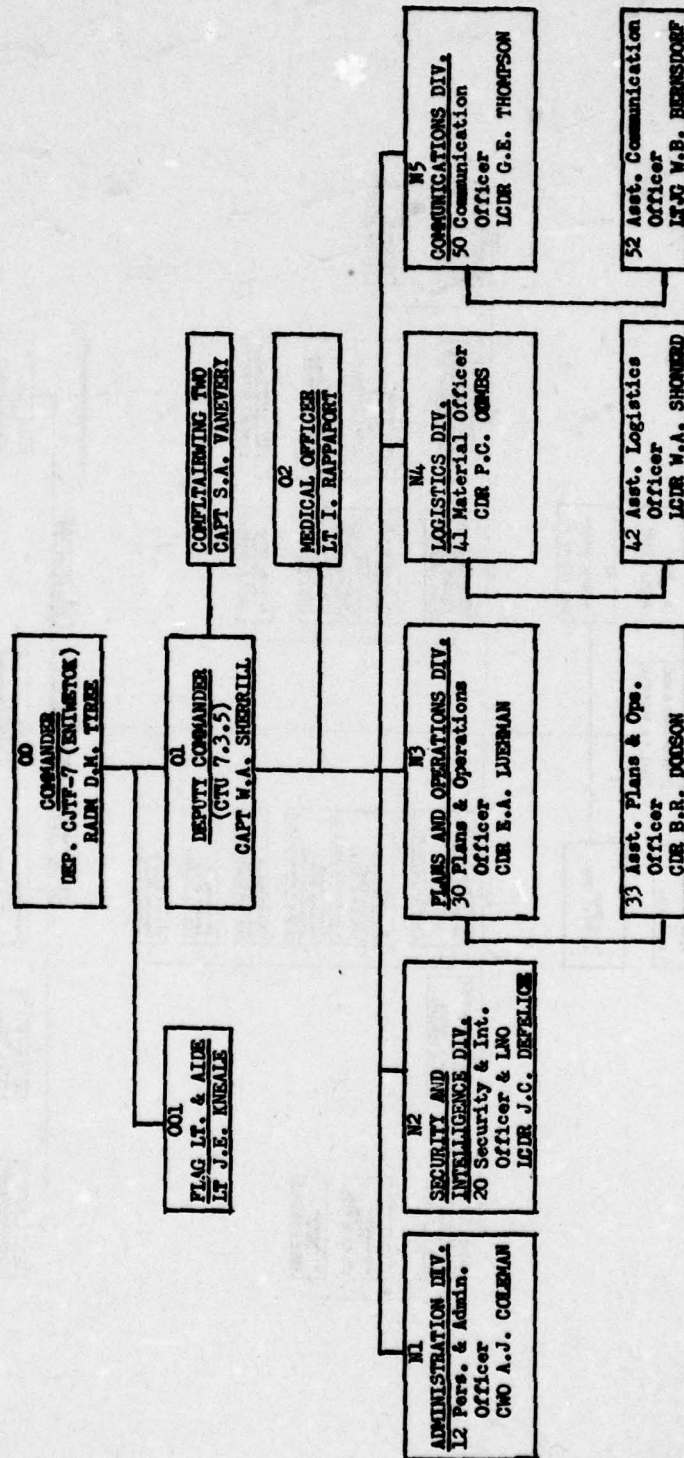 00
COMMANDER
DEP. CJTF-7 (ENIWETOK)
RADM D.M. TYREE
001
FLAG LT. & AIDE
LT J.E. KNEALE
01
DEPUTY COMMANDER
(CTU 7.3.5)
CAPT W.A. SHERRILL
COMFLTAIRWING TWO
CAPT S.A. VANEVERY
02
MEDICAL OFFICER
LT I. RAPPAPORT
N1
ADMINISTRATION DIV.
12 Pers. & Admin.
Officer
CWO A.J. COLEMAN
N2
SECURITY AND
INTELLIGENCE DIV.
20 Security & Int.
Officer & LNO
LCDR J.C. DEFELICE
N3
PLANS AND OPERATIONS DIV.
30 Plans & Operations
Officer
CDR E.A. LUEHMAN
33 Asst. Plans & Ops.
Officer
CDR B.R. DODSON
N4
LOGISTICS DIV.
41 Material Officer
CDR P.C. COMBS
42 Asst. Logistics
Officer
LCDR W.A. SHONERD
N5
COMMUNICATIONS DIV.
50 Communication
Officer
LCDR G.E. THOMPSON
52 Asst. Communication
Officer
LTJG W.B. BERNSDORF